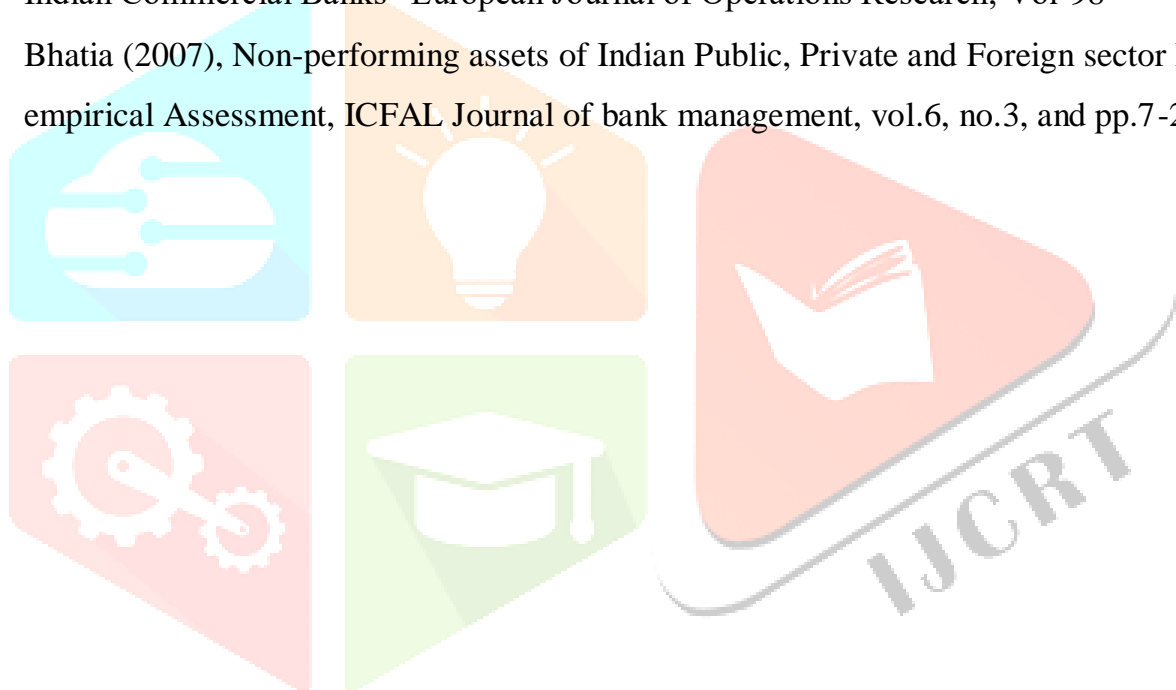 Indian Commercial Banks" European Journal of Operations Research, Vol 98
Bhatia (2007), Non-performing assets of Indian Public, Private and Foreign sector
empirical Assessment, ICFAL Journal of bank management, vol.6, no.3, and pp.7-2
IJCRT